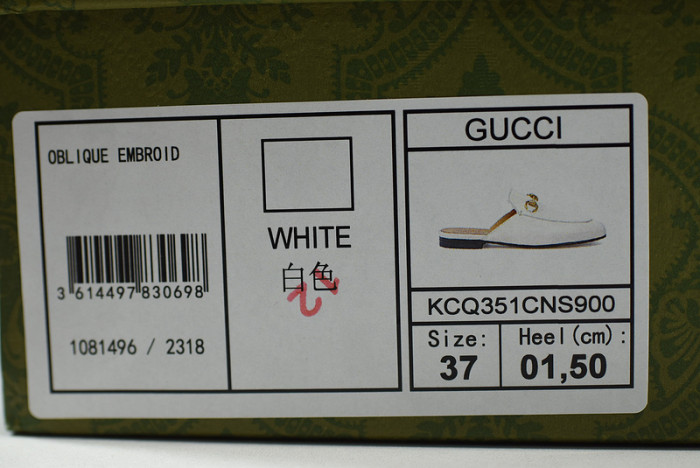 OBLIQUE EMBROID
3 614497 830698
1081496 / 2318
WHITE
白色
GUCCI
KCQ351CNS900
Size:
37
Heel(cm):
01,50